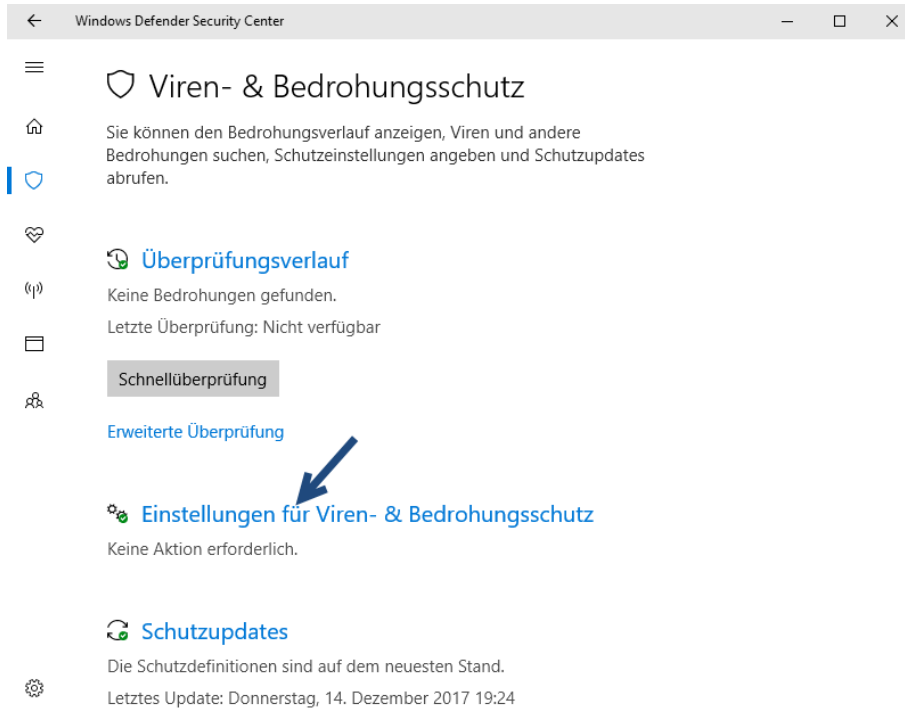 Windows Defender Security Center
Viren- & Bedrohungsschutz
Sie können den Bedrohungsverlauf anzeigen, Viren und andere
Bedrohungen suchen, Schutzeinstellungen angeben und Schutzupdates
abrufen.
Überprüfungsverlauf
Keine Bedrohungen gefunden.
Letzte Überprüfung: Nicht verfügbar
Schnellüberprüfung
Erweiterte Überprüfung
Einstellungen für Viren- & Bedrohungsschutz
Keine Aktion erforderlich.
Schutzupdates
Die Schutzdefinitionen sind auf dem neuesten Stand.
Letztes Update: Donnerstag, 14. Dezember 2017 19:24